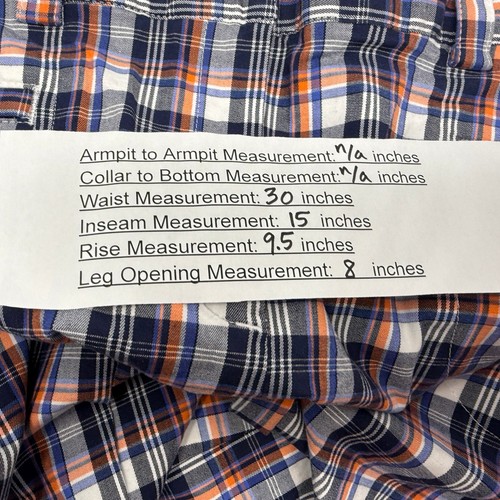 Armpit to Armpit Measurement: n/a inches
Collar to Bottom Measurement: n/a inches
Waist Measurement: 30 inches
Inseam Measurement: 15 inches
Rise Measurement: 9.5 inches
Leg Opening Measurement: 8 inches